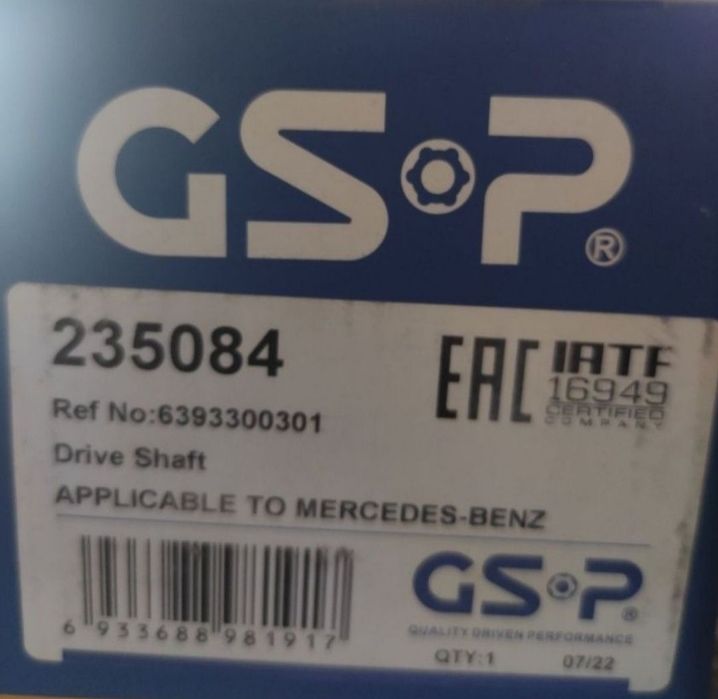 GSP®
235084
EAC
IATF
16949
CERTIFIED
COMPANY
Ref No:6393300301
Drive Shaft
APPLICABLE TO MERCEDES-BENZ
6 933688 981917
GSP®
QUALITY DRIVEN PERFORMANCE
QTY:1 07/22